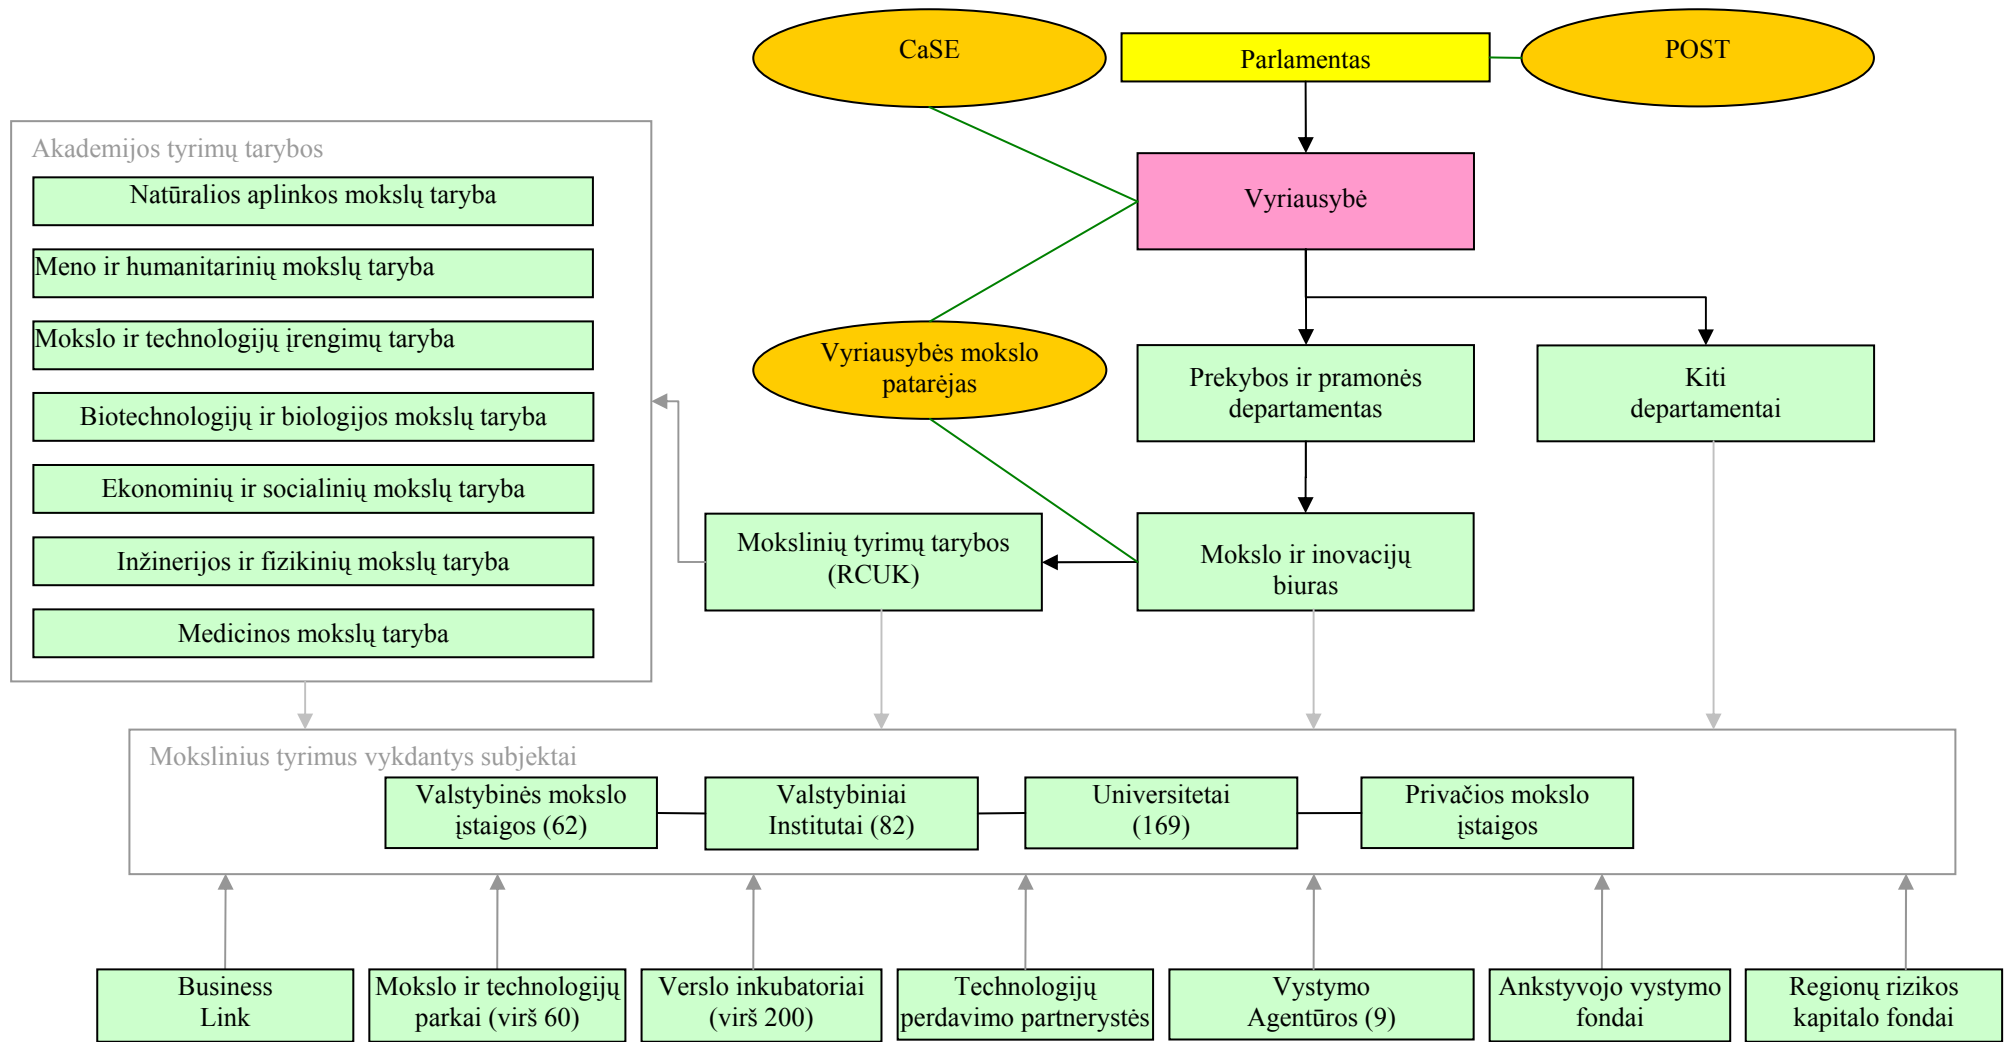 CaSE
Parlamentas
POST
Akademijos tyrimų tarybos
Natūralios aplinkos mokslų taryba
Meno ir humanitarinių mokslų taryba
Mokslo ir technologijų įrengimų taryba
Biotechnologijų ir biologijos mokslų taryba
Ekonominių ir socialinių mokslų taryba
Inžinerijos ir fizikinių mokslų taryba
Medicinos mokslų taryba
Vyriausybė
Vyriausybės mokslo
patarėjas
Prekybos ir pramonės
departamentas
Kiti
departamentai
Mokslinių tyrimų tarybos
(RCUK)
Mokslo ir inovacijų
biuras
Mokslinius tyrimus vykdantys subjektai
Valstybinės mokslo
įstaigos (62)
Valstybiniai
Institutai (82)
Universitetai
(169)
Privačios mokslo
įstaigos
Business
Link
Mokslo ir technologijų
parkai (virš 60)
Verslo inkubatoriai
(virš 200)
Technologijų
perdavimo partnerystės
Vystymo
Agentūros (9)
Ankstyvojo vystymo
fondai
Regionų rizikos
kapitalo fondai